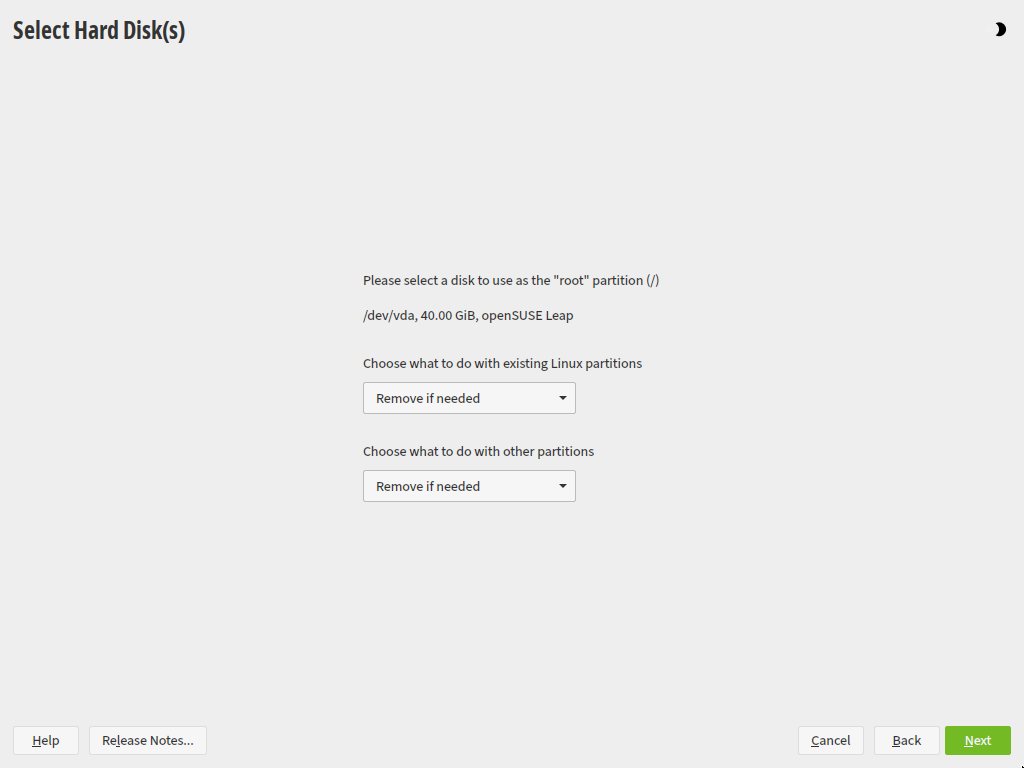 Select Hard Disk(s)
Please select a disk to use as the "root" partition (/)
/dev/vda, 40.00 GiB, openSUSE Leap
Choose what to do with existing Linux partitions
Remove if needed
Choose what to do with other partitions
Remove if needed
Help
Release Notes...
Cancel
Back
Next